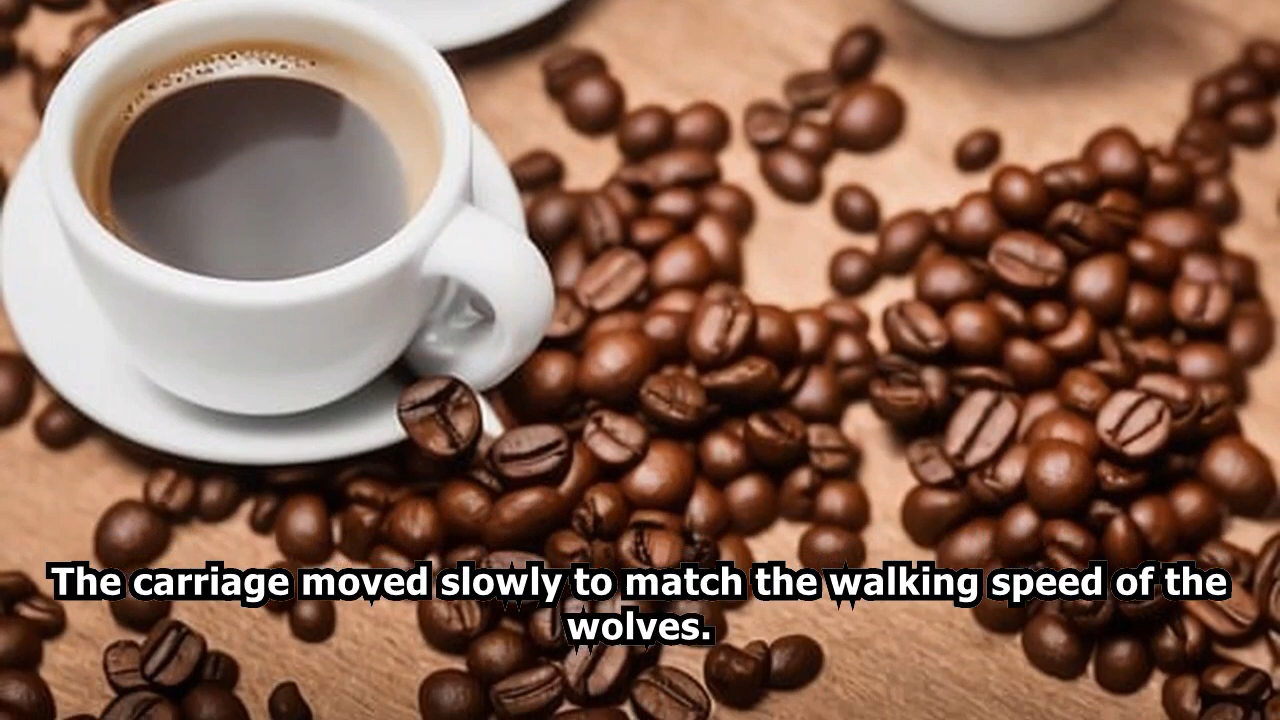 The carriage moved slowly to match the walking speed of the
wolves.